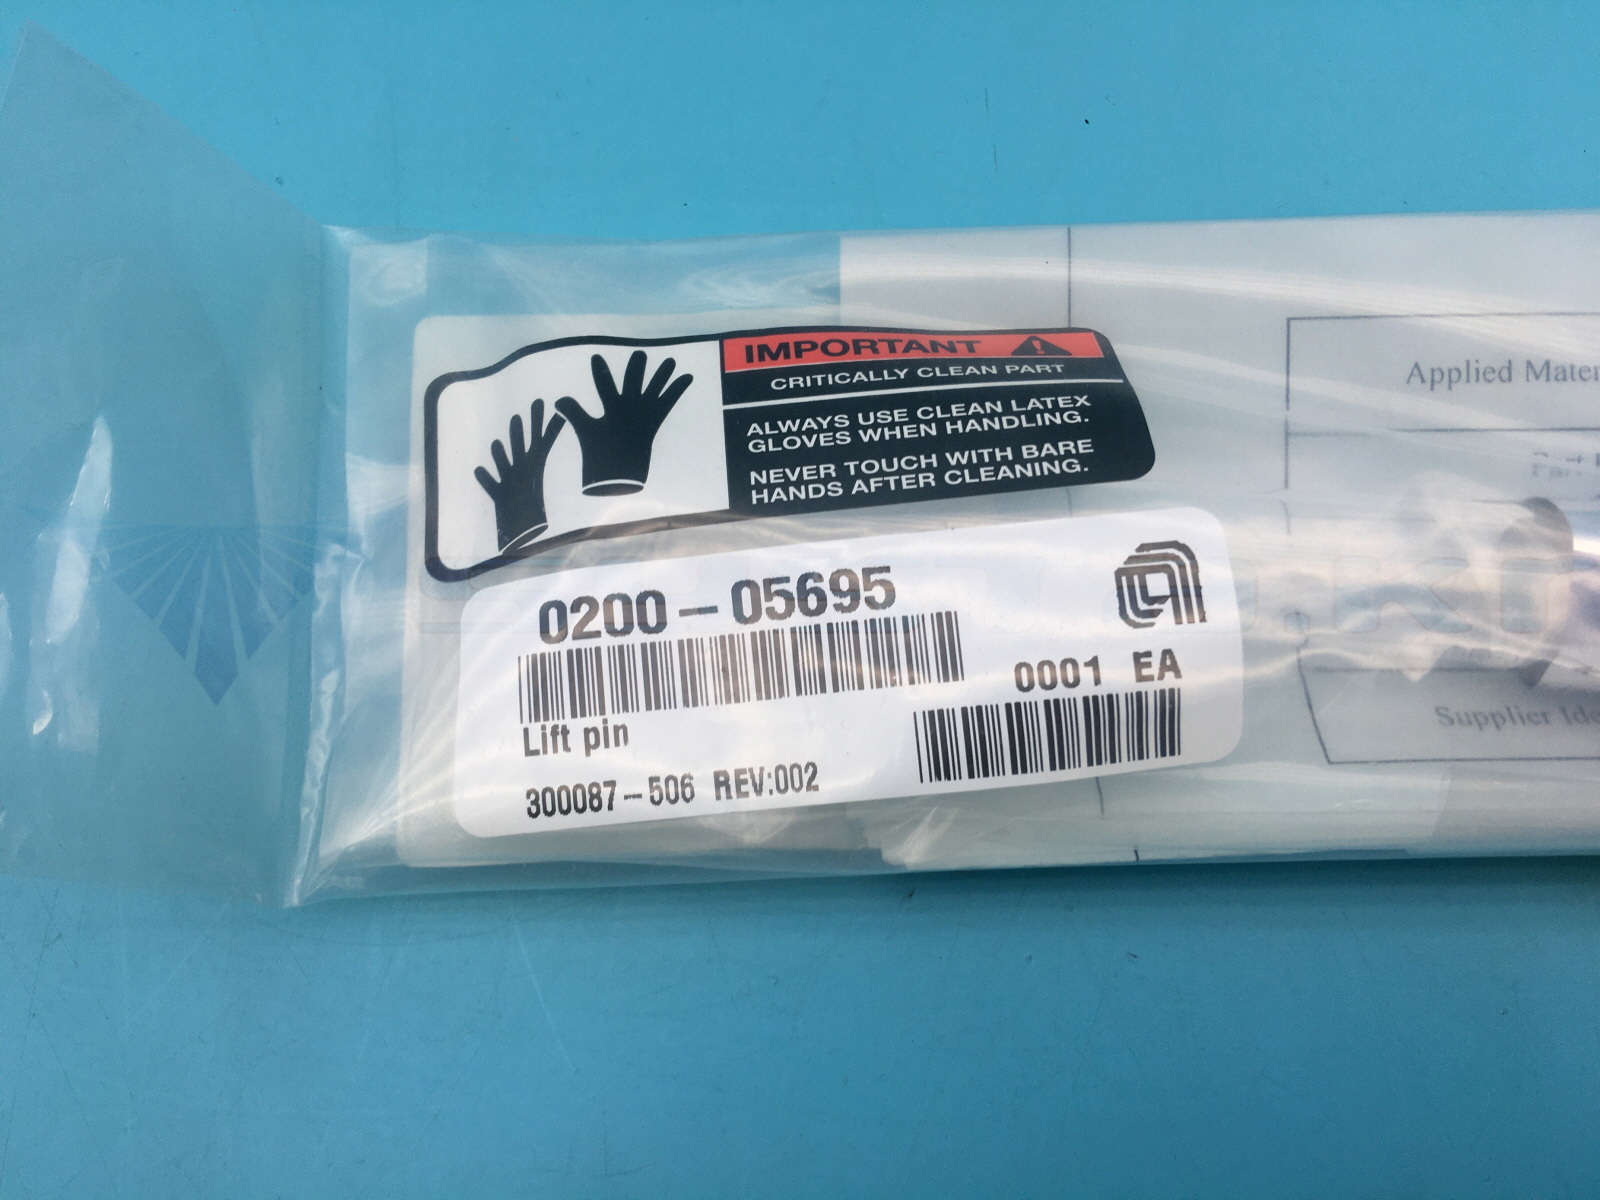 IMPORTANT
CRITICALLY CLEAN PART
ALWAYS USE CLEAN LATEX
GLOVES WHEN HANDLING.
NEVER TOUCH WITH BARE
HANDS AFTER CLEANING.
0200-05695
0001 EA
Lift pin
300087-506 REV:002
Applied Mater
Supplier Ide